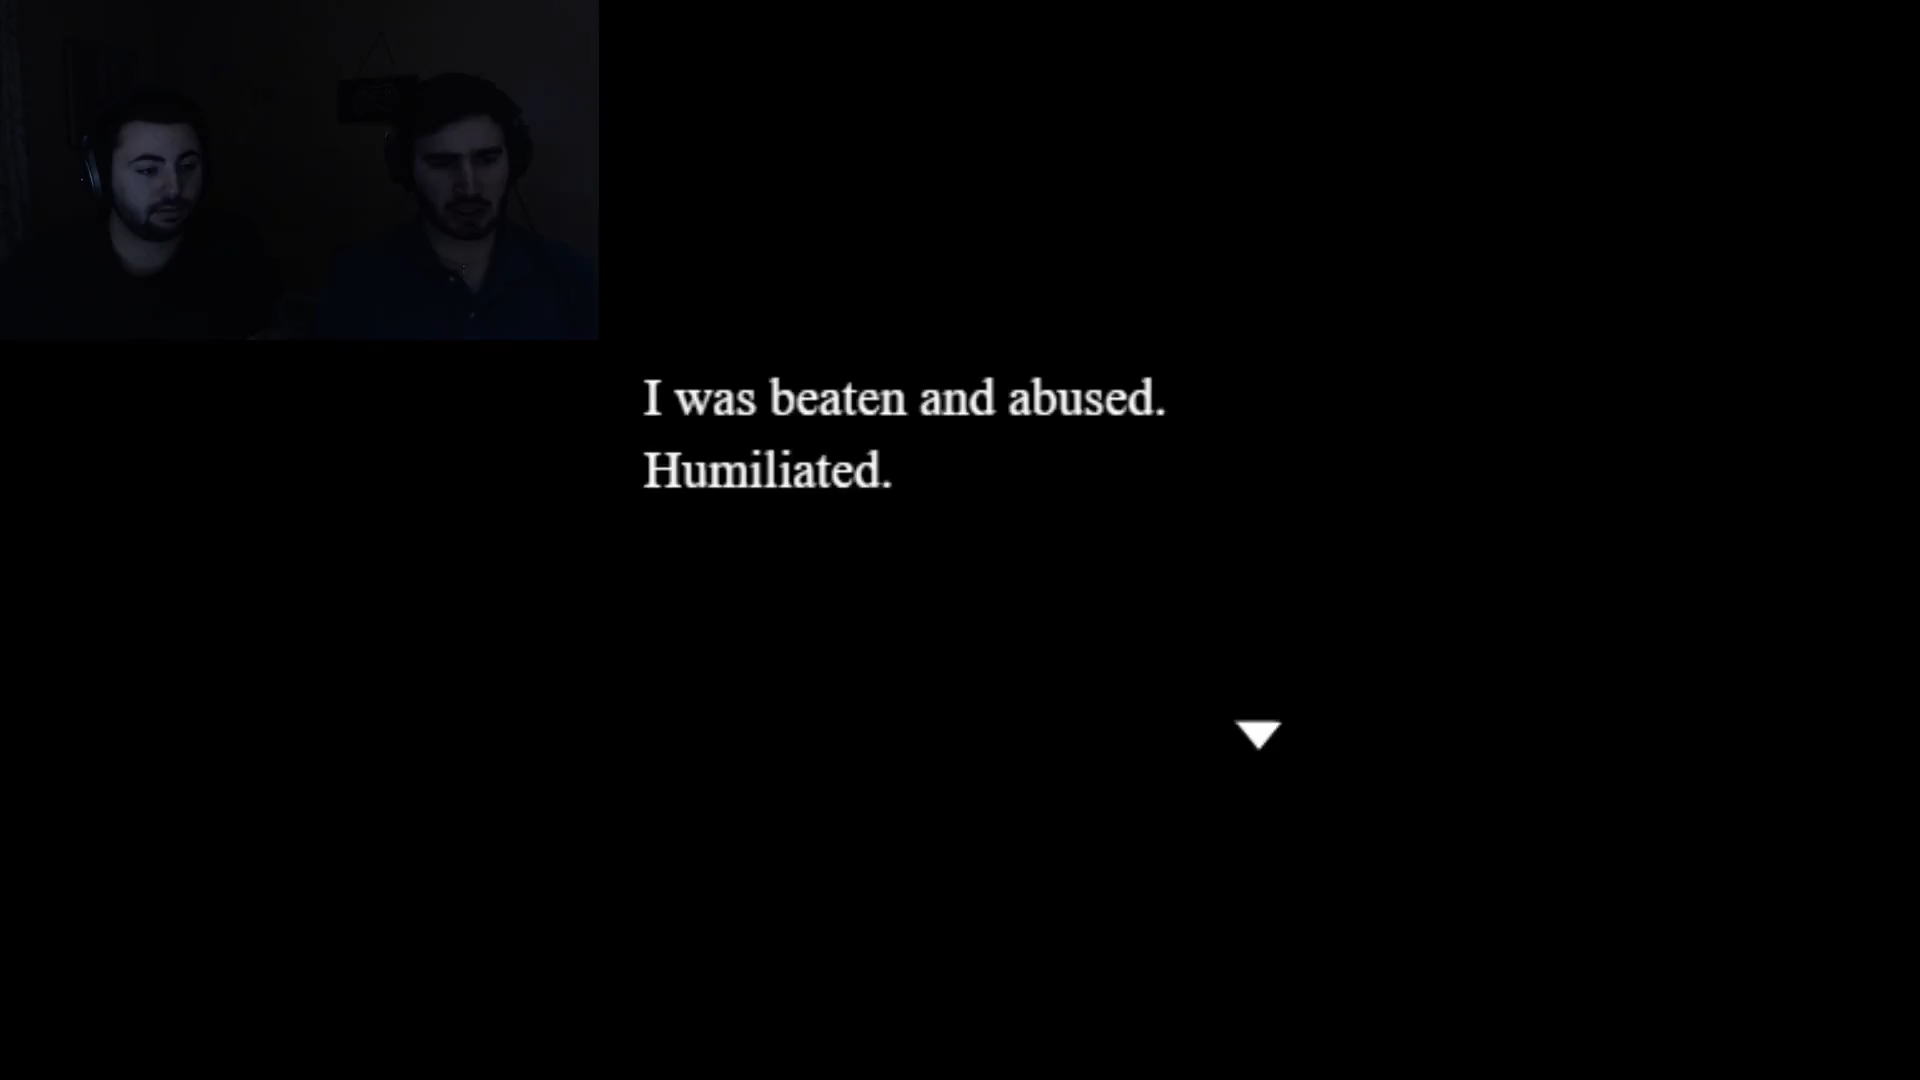 I was beaten and abused.
Humiliated.